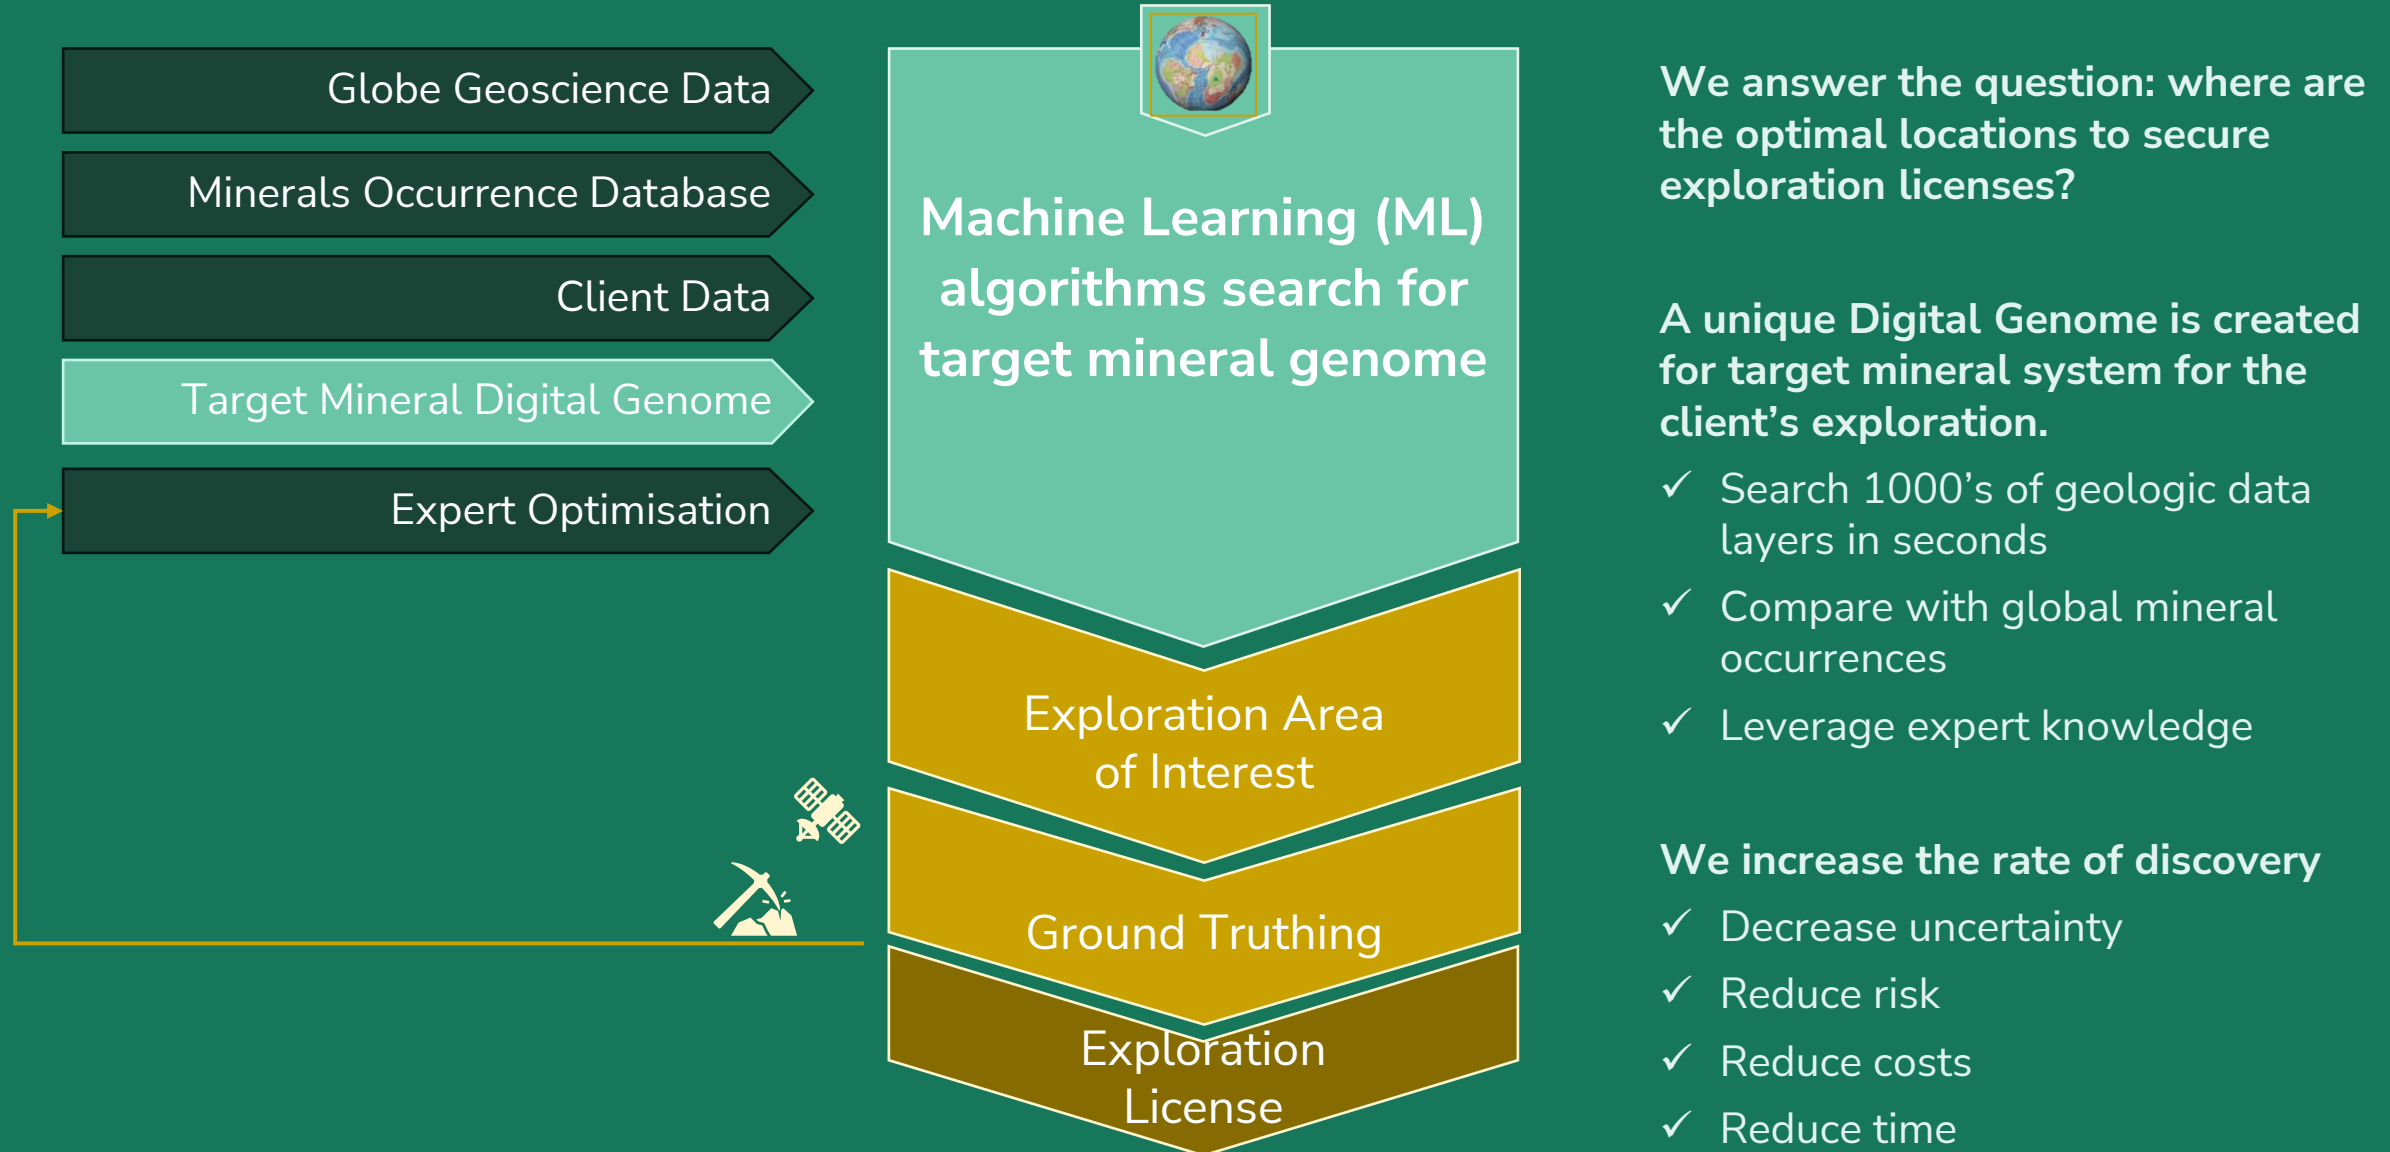 Globe Geoscience Data
Minerals Occurrence Database
Client Data
Target Mineral Digital Genome
Expert Optimisation
Machine Learning (ML)
algorithms search for
target mineral genome
Exploration Area
of Interest
Ground Truthing
Exploration
License
We answer the question: where are
the optimal locations to secure
exploration licenses?
A unique Digital Genome is created
for target mineral system for the
client’s exploration.
✓ Search 1000’s of geologic data
layers in seconds
✓ Compare with global mineral
occurrences
✓ Leverage expert knowledge
We increase the rate of discovery
✓ Decrease uncertainty
✓ Reduce risk
✓ Reduce costs
✓ Reduce time